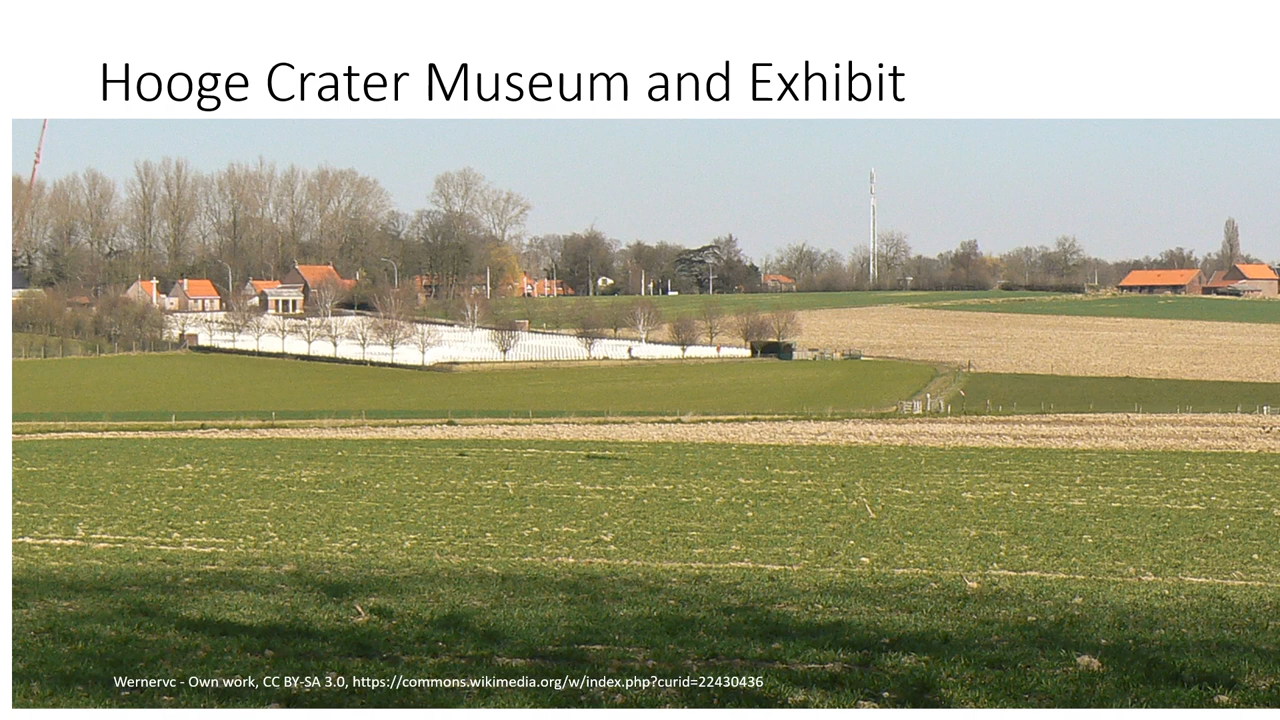 Hooge Crater Museum and Exhibit
Wernervc - Own work, CC BY-SA 3.0, https://commons.wikimedia.org/w/index.php?curid=22430436